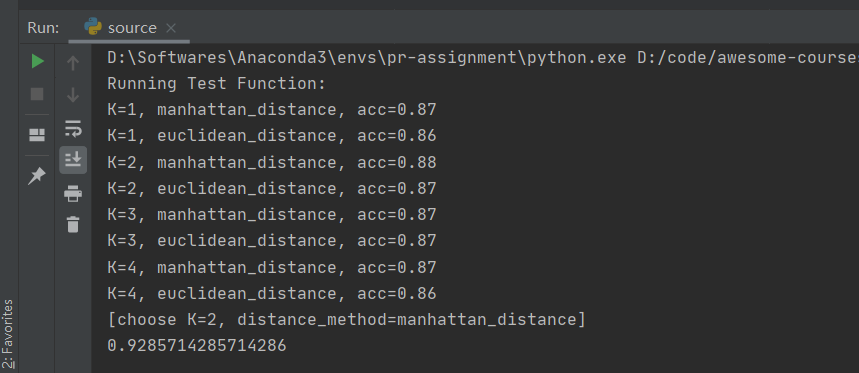 Run: source
D:\Softwares\Anaconda3\envs\pr-assignment\python.exe D:/code/awesome-course
Running Test Function:
K=1, manhattan_distance, acc=0.87
K=1, euclidean_distance, acc=0.86
K=2, manhattan_distance, acc=0.88
K=2, euclidean_distance, acc=0.87
K=3, manhattan_distance, acc=0.87
K=3, euclidean_distance, acc=0.87
K=4, manhattan_distance, acc=0.87
K=4, euclidean_distance, acc=0.86
[choose K=2, distance_method=manhattan_distance]
0.9285714285714286
2: Favorites